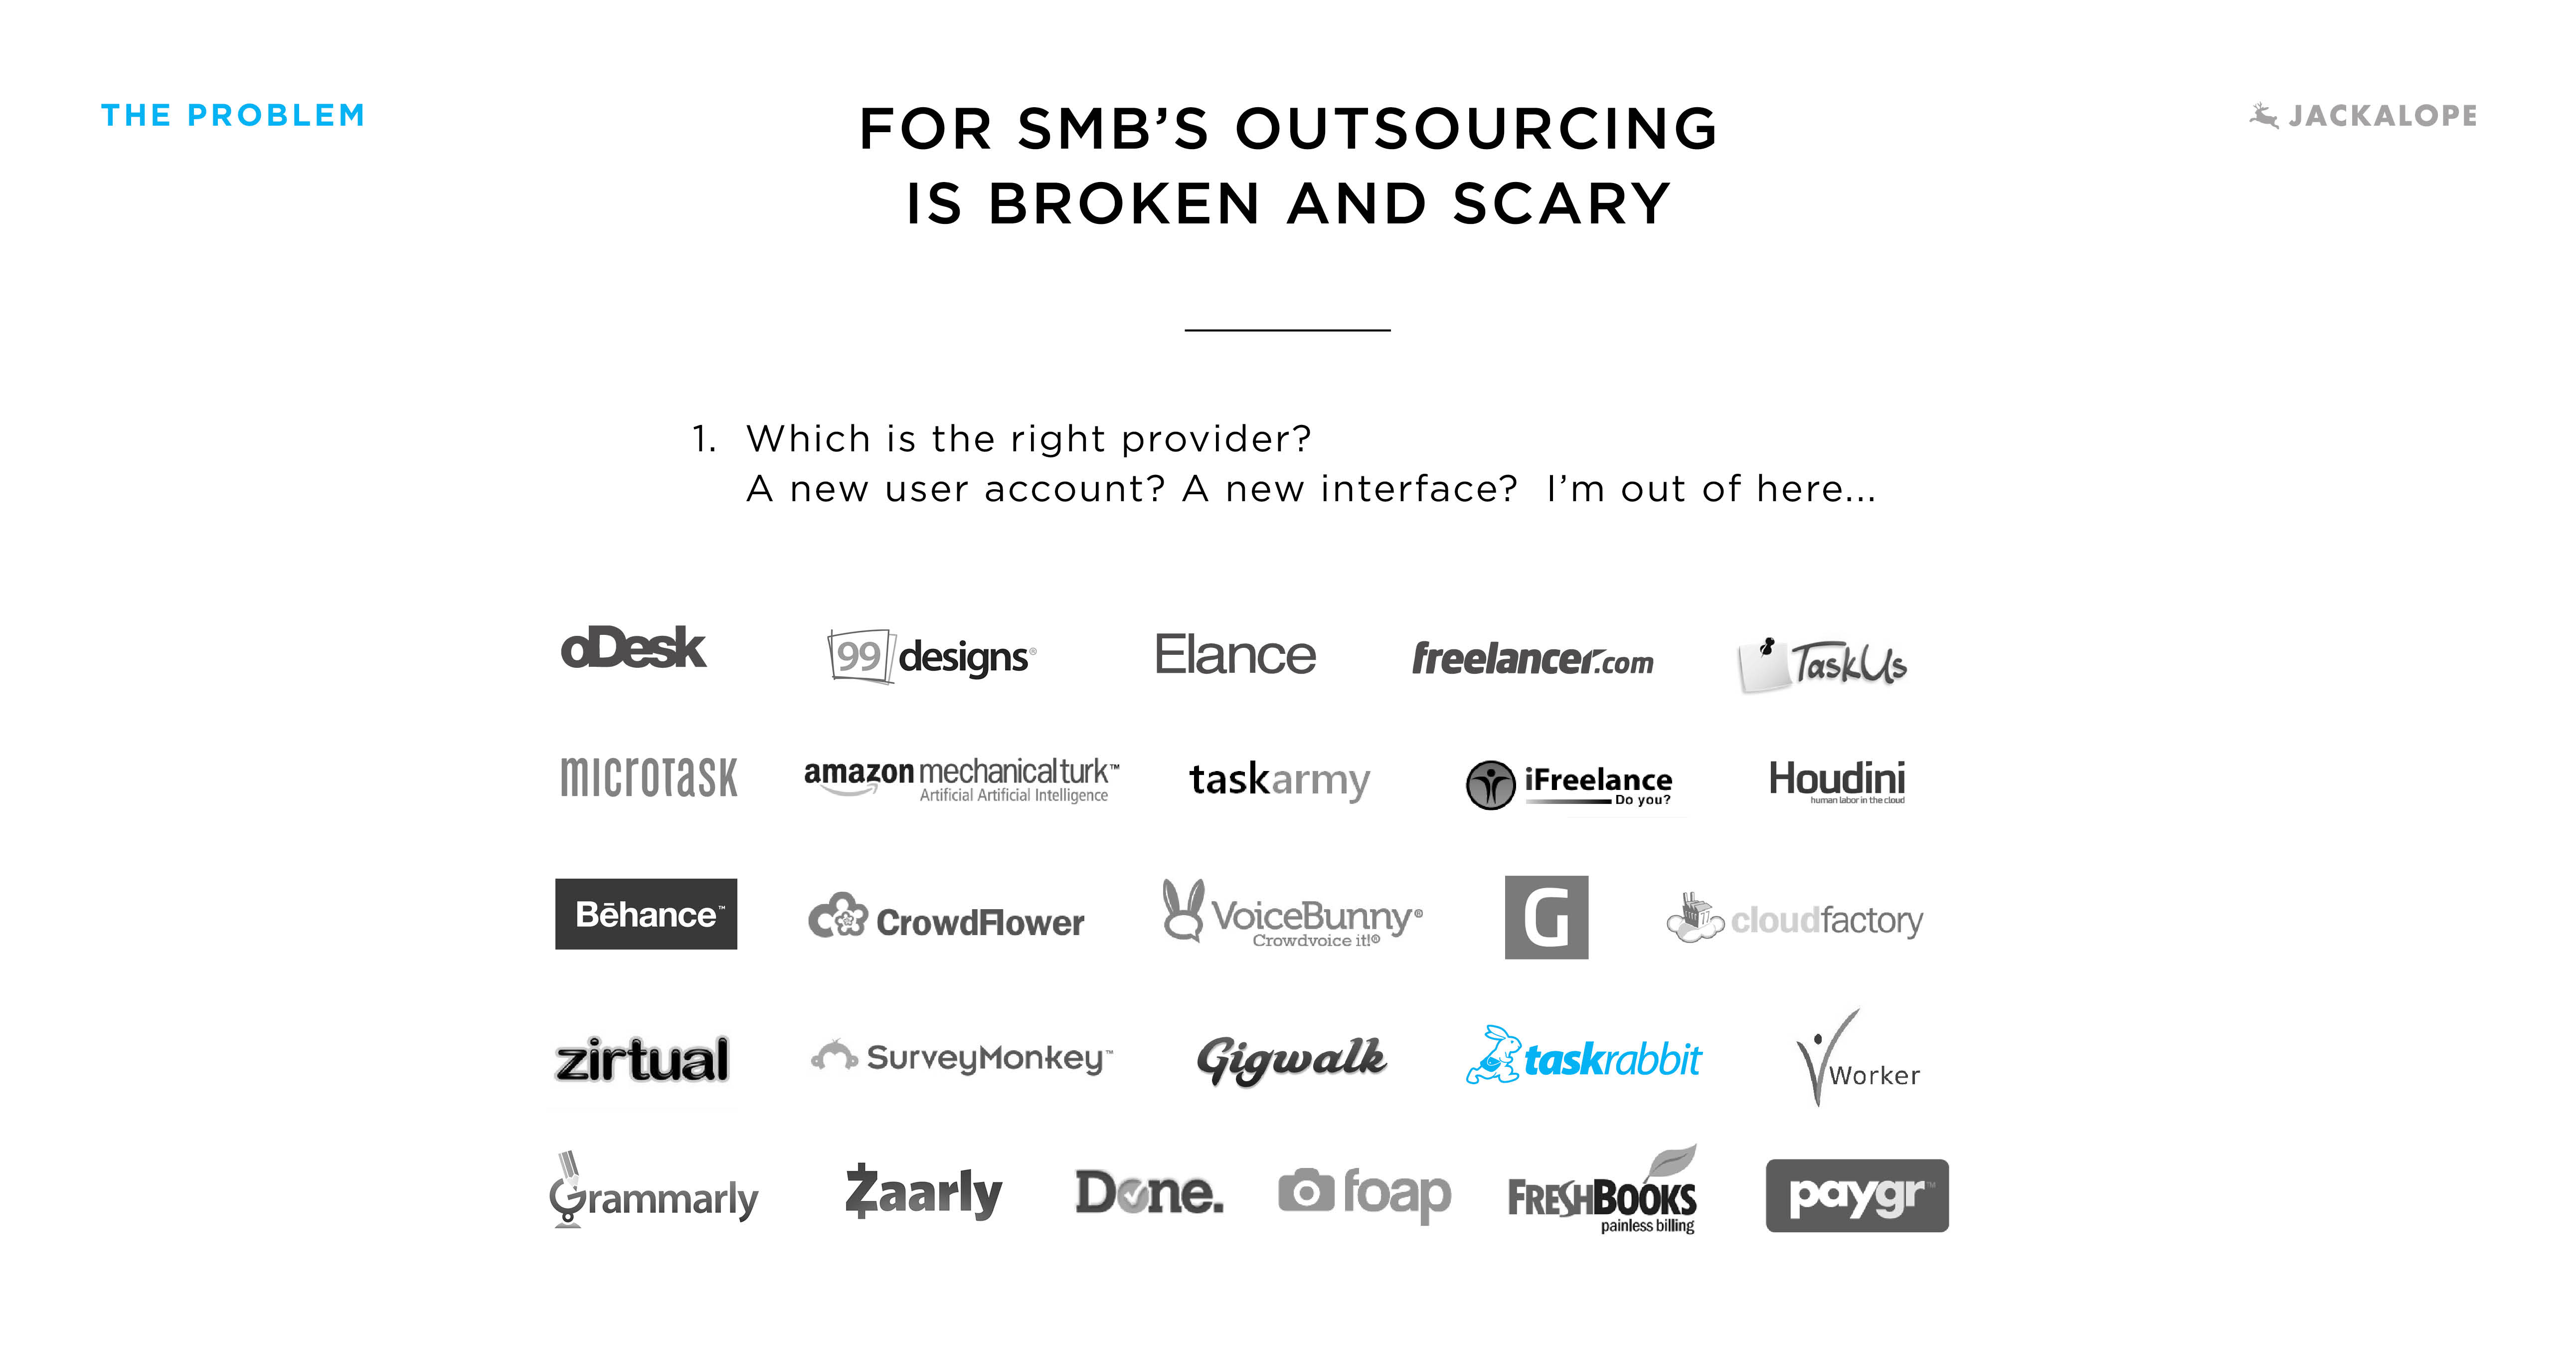 THE PROBLEM
FOR SMB’S OUTSOURCING
IS BROKEN AND SCARY
JACKALOPE
1. Which is the right provider?
A new user account? A new interface? I’m out of here...
oDesk
99designs®
Elance
freelancer.com
TaskUs
microtask
amazon mechanical turk™
Artificial Artificial Intelligence
taskarmy
iFreelance
Do you?
Houdini
human labor in the cloud
Bēhance™
CrowdFlower
VoiceBunny®
Crowdvoice it!®
G
cloudfactory
zirtual
SurveyMonkey™
Gigwalk
taskrabbit
vWorker
Grammarly
Zaarly
Done.
foap
FRESHBOOKS
painless billing
paygr™